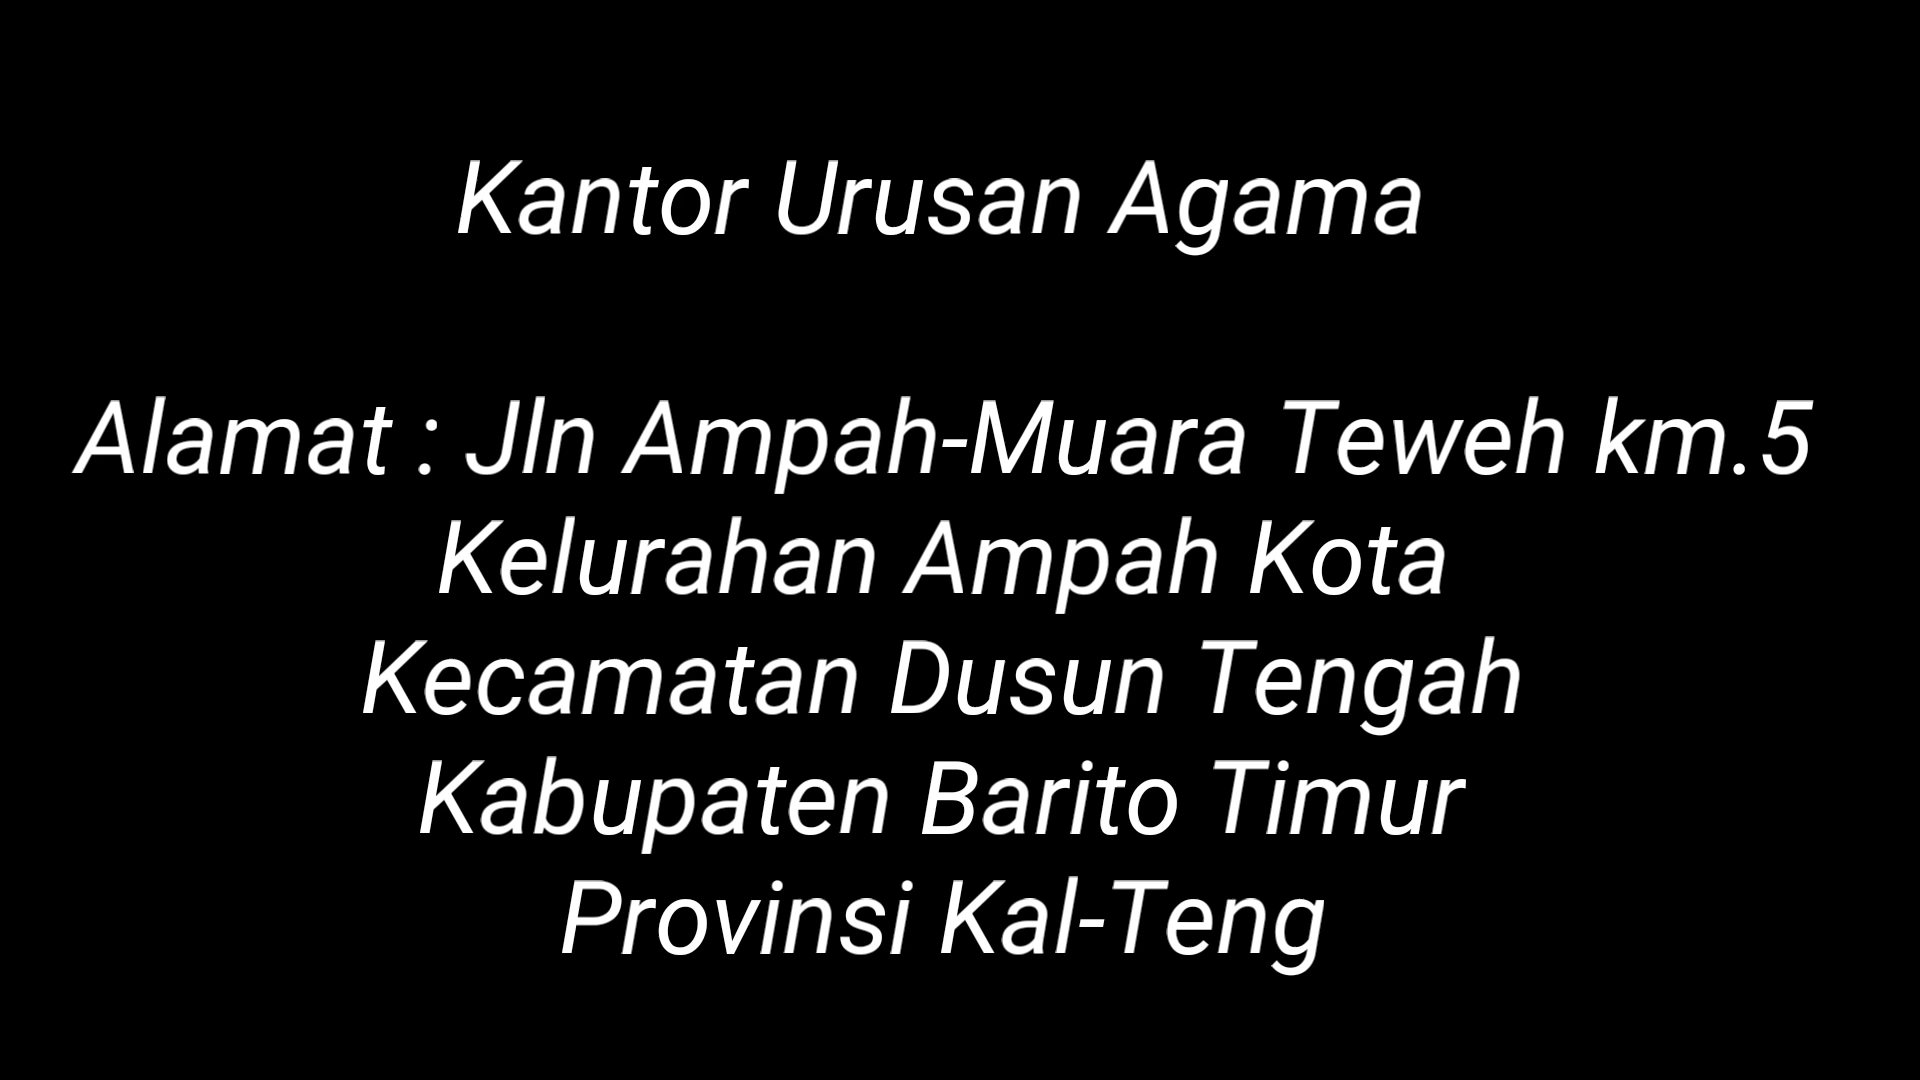 Kantor Urusan Agama
Alamat : Jln Ampah-Muara Teweh km.5
Kelurahan Ampah Kota
Kecamatan Dusun Tengah
Kabupaten Barito Timur
Provinsi Kal-Teng